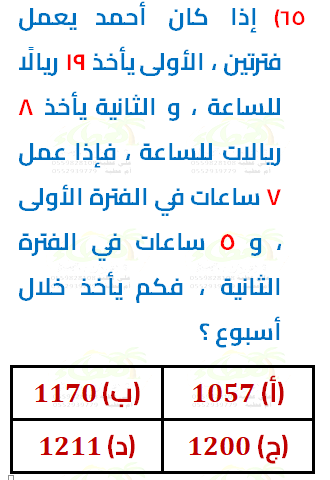 ٦٥) إذا كان أحمد يعمل
فترتين ، الأولى يأخذ ١٩ ريالًا
للساعة ، و الثانية يأخذ ٨
ريالات للساعة ، فإذا عمل
٧ ساعات في الفترة الأولى
، و ٥ ساعات في الفترة
الثانية ، فكم يأخذ خلال
أسبوع ؟
(أ) 1057 (ب) 1170
(ج) 1200 (د) 1211